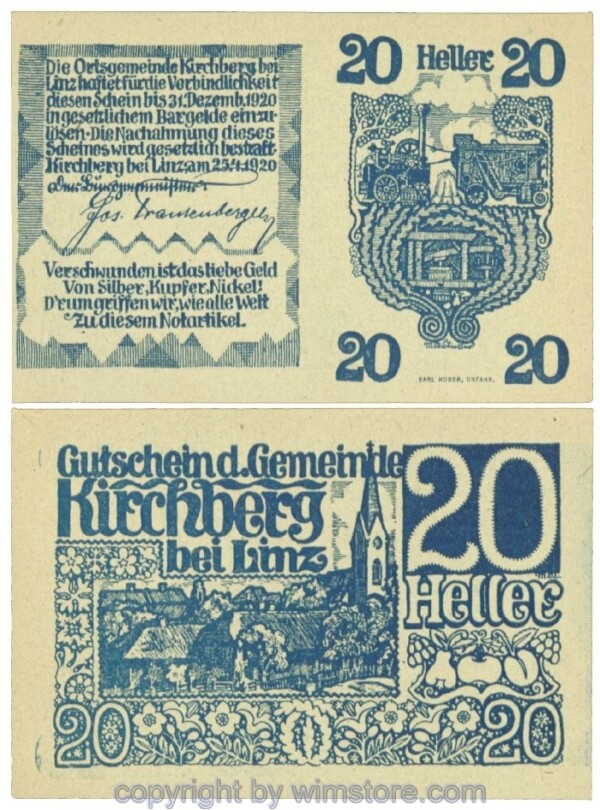 Die Ortsgemeinde Kirchberg bei
Linz haftet für die Verbindlichkeit
diesen Schein bis 31. Dezemb. 1920
in gesetzlichem Bargelde einzu-
lösen. Die Nachahmung dieses
Scheines wird gesetzlich bestraft.
Kirchberg bei Linz am 25.4.1920
Der Bürgermeister
Jos.
Verschwunden ist das liebe Geld
Von Silber, Kupfer, Nickel!
D'rum griffen wir, wie alle Welt
Zu diesem Notartikel.
20 Heller 20
20 20
KARL HUBER, URFAHR.
Gutschein d. Gemeinde
Kirchberg
bei Linz
20
Heller
20 20
copyright by wimstore.com